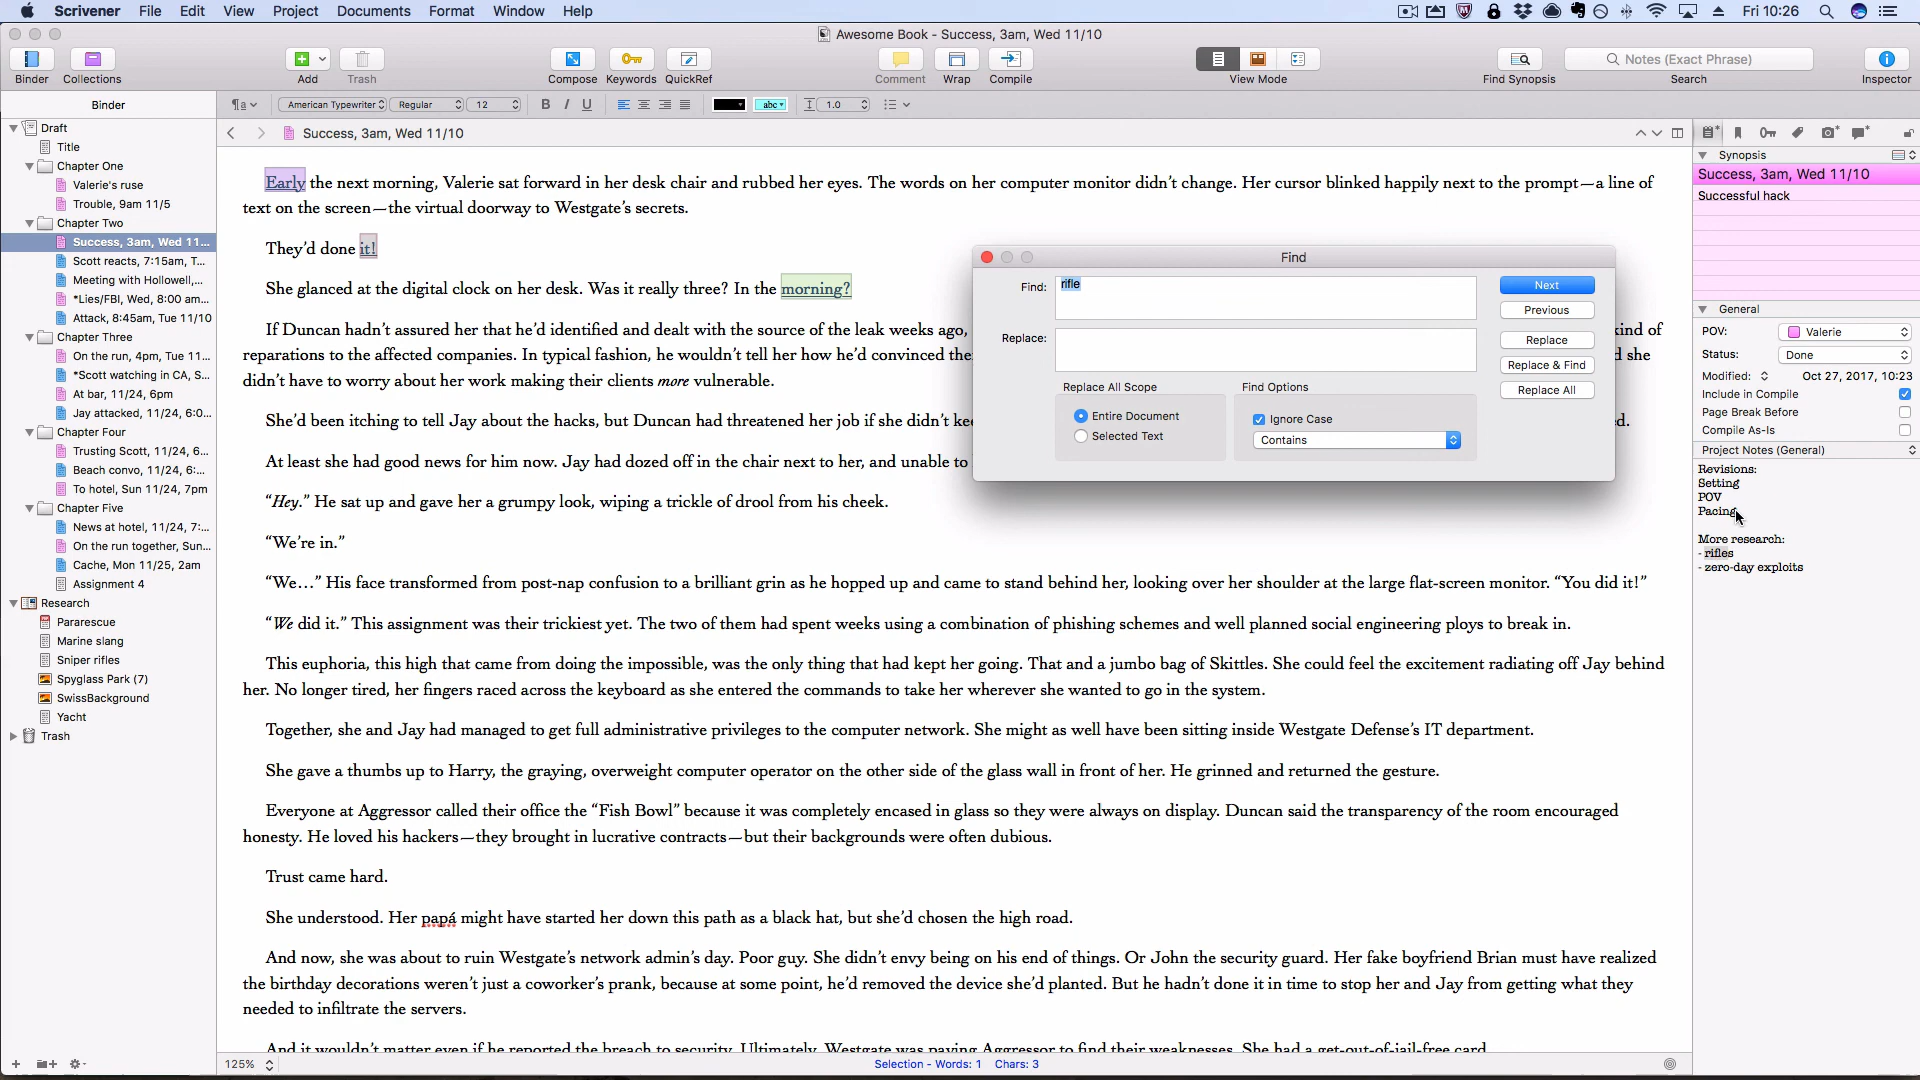 Scrivener File Edit View Project Documents Format Window Help Fri 10:26
Awesome Book - Success, 3am, Wed 11/10
Binder Collections Add Trash Compose Keywords QuickRef Comment Wrap Compile View Mode Find Synopsis Notes (Exact Phrase) Search Inspector
Binder
American Typewriter Regular 12 B I U abc 1.0
Success, 3am, Wed 11/10
Draft
Title
Chapter One
Valerie's ruse
Trouble, 9am 11/5
Chapter Two
Success, 3am, Wed 11...
Scott reacts, 7:15am, T...
Meeting with Hollowell,...
*Lies/FBI, Wed, 8:00 am...
Attack, 8:45am, Tue 11/10
Chapter Three
On the run, 4pm, Tue 11...
*Scott watching in CA, S...
At bar, 11/24, 6pm
Jay attacked, 11/24, 6:0...
Chapter Four
Trusting Scott, 11/24, 6...
Beach convo, 11/24, 6:...
To hotel, Sun 11/24, 7pm
Chapter Five
News at hotel, 11/24, 7:...
On the run together, Sun...
Cache, Mon 11/25, 2am
Assignment 4
Research
Pararescue
Marine slang
Sniper rifles
Spyglass Park (7)
SwissBackground
Yacht
Trash
Early the next morning, Valerie sat forward in her desk chair and rubbed her eyes. The words on her computer monitor didn’t change. Her cursor blinked happily next to the prompt—a line of
text on the screen—the virtual doorway to Westgate’s secrets.
They’d done it!
She glanced at the digital clock on her desk. Was it really three? In the morning?
If Duncan hadn’t assured her that he’d identified and dealt with the source of the leak weeks ago, kind of
reparations to the affected companies. In typical fashion, he wouldn’t tell her how he’d convinced the d she
didn’t have to worry about her work making their clients more vulnerable.
She’d been itching to tell Jay about the hacks, but Duncan had threatened her job if she didn’t kee d.
At least she had good news for him now. Jay had dozed off in the chair next to her, and unable to
“Hey.” He sat up and gave her a grumpy look, wiping a trickle of drool from his cheek.
“We’re in.”
“We…” His face transformed from post-nap confusion to a brilliant grin as he hopped up and came to stand behind her, looking over her shoulder at the large flat-screen monitor. “You did it!”
“We did it.” This assignment was their trickiest yet. The two of them had spent weeks using a combination of phishing schemes and well planned social engineering ploys to break in.
This euphoria, this high that came from doing the impossible, was the only thing that had kept her going. That and a jumbo bag of Skittles. She could feel the excitement radiating off Jay behind
her. No longer tired, her fingers raced across the keyboard as she entered the commands to take her wherever she wanted to go in the system.
Together, she and Jay had managed to get full administrative privileges to the computer network. She might as well have been sitting inside Westgate Defense’s IT department.
She gave a thumbs up to Harry, the graying, overweight computer operator on the other side of the glass wall in front of her. He grinned and returned the gesture.
Everyone at Aggressor called their office the “Fish Bowl” because it was completely encased in glass so they were always on display. Duncan said the transparency of the room encouraged
honesty. He loved his hackers—they brought in lucrative contracts—but their backgrounds were often dubious.
Trust came hard.
She understood. Her papá might have started her down this path as a black hat, but she’d chosen the high road.
And now, she was about to ruin Westgate’s network admin’s day. Poor guy. She didn’t envy being on his end of things. Or John the security guard. Her fake boyfriend Brian must have realized
the birthday decorations weren’t just a coworker’s prank, because at some point, he’d removed the device she’d planted. But he hadn’t done it in time to stop her and Jay from getting what they
needed to infiltrate the servers.
And it wouldn’t matter even if he reported the breach to security. Ultimately, Westgate was paying Aggressor to find their weaknesses. She had a get-out-of-jail-free card.
125% Selection - Words: 1 Chars: 3
Find
Find: rifle
Replace:
Next
Previous
Replace
Replace & Find
Replace All
Replace All Scope
Entire Document
Selected Text
Find Options
Ignore Case
Contains
Synopsis
Success, 3am, Wed 11/10
Successful hack
General
POV: Valerie
Status: Done
Modified: Oct 27, 2017, 10:23
Include in Compile
Page Break Before
Compile As-Is
Project Notes (General)
Revisions:
Setting
POV
Pacing
More research:
- rifles
- zero-day exploits